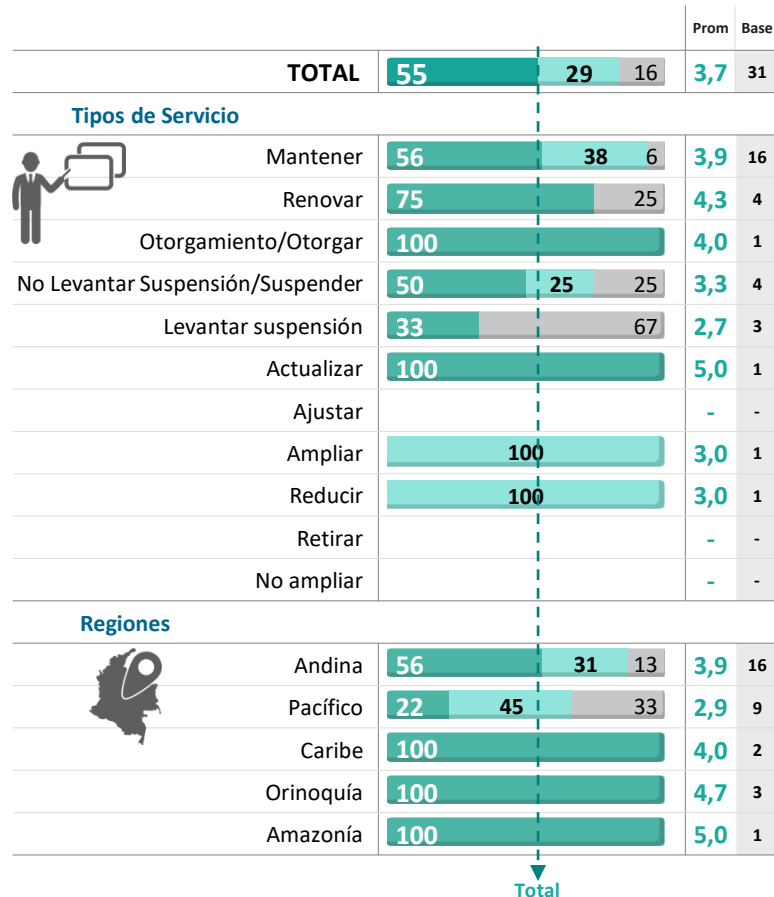 Prom Base
TOTAL 55 29 16 3,7 31
Tipos de Servicio
Mantener 56 38 6 3,9 16
Renovar 75 25 4,3 4
Otorgamiento/Otorgar 100 4,0 1
No Levantar Suspensión/Suspender 50 25 25 3,3 4
Levantar suspensión 33 67 2,7 3
Actualizar 100 5,0 1
Ajustar - -
Ampliar 100 3,0 1
Reducir 100 3,0 1
Retirar - -
No ampliar - -
Regiones
Andina 56 31 13 3,9 16
Pacífico 22 45 33 2,9 9
Caribe 100 4,0 2
Orinoquía 100 4,7 3
Amazonía 100 5,0 1
Total